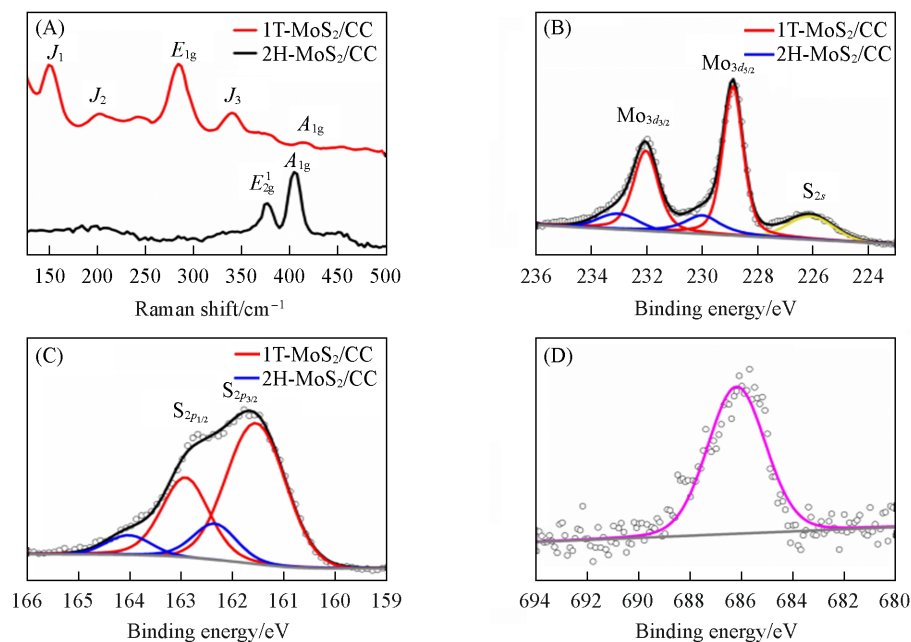 (A)
1T-MoS₂/CC
2H-MoS₂/CC
J₁
J₂
E₁g
J₃
A₁g
E¹₂g
A₁g
150 200 250 300 350 400 450 500
Raman shift/cm⁻¹
(B)
1T-MoS₂/CC
2H-MoS₂/CC
Mo3d5/2
Mo3d3/2
S2s
236 234 232 230 228 226 224
Binding energy/eV
(C)
1T-MoS₂/CC
2H-MoS₂/CC
S2p3/2
S2p1/2
166 165 164 163 162 161 160 159
Binding energy/eV
(D)
694 692 690 688 686 684 682 680
Binding energy/eV